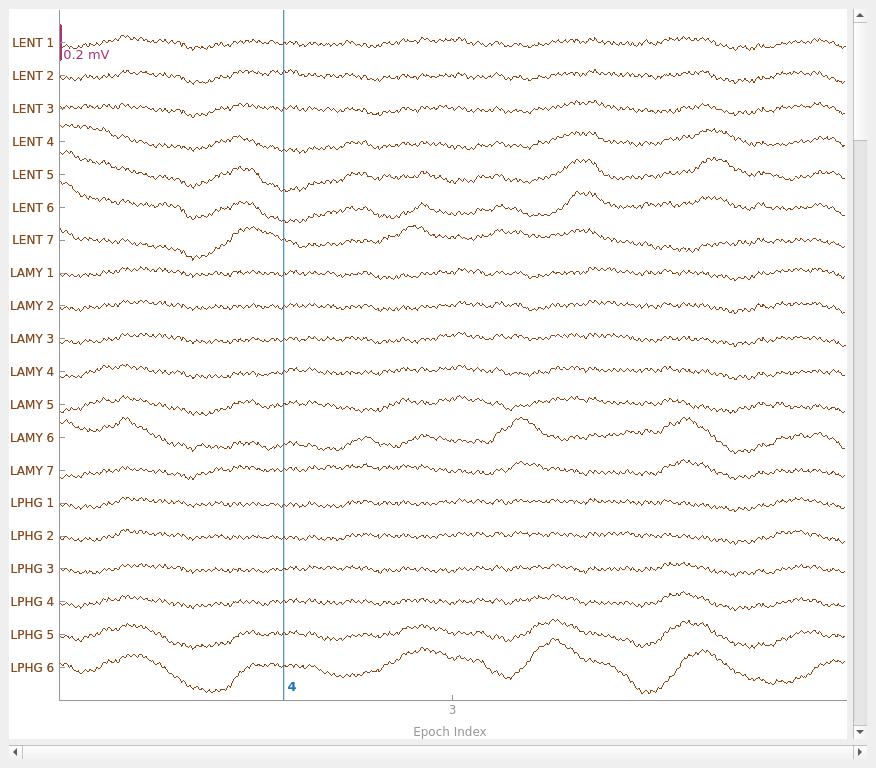 LENT 1
0.2 mV
LENT 2
LENT 3
LENT 4
LENT 5
LENT 6
LENT 7
LAMY 1
LAMY 2
LAMY 3
LAMY 4
LAMY 5
LAMY 6
LAMY 7
LPHG 1
LPHG 2
LPHG 3
LPHG 4
LPHG 5
LPHG 6
4
3
Epoch Index